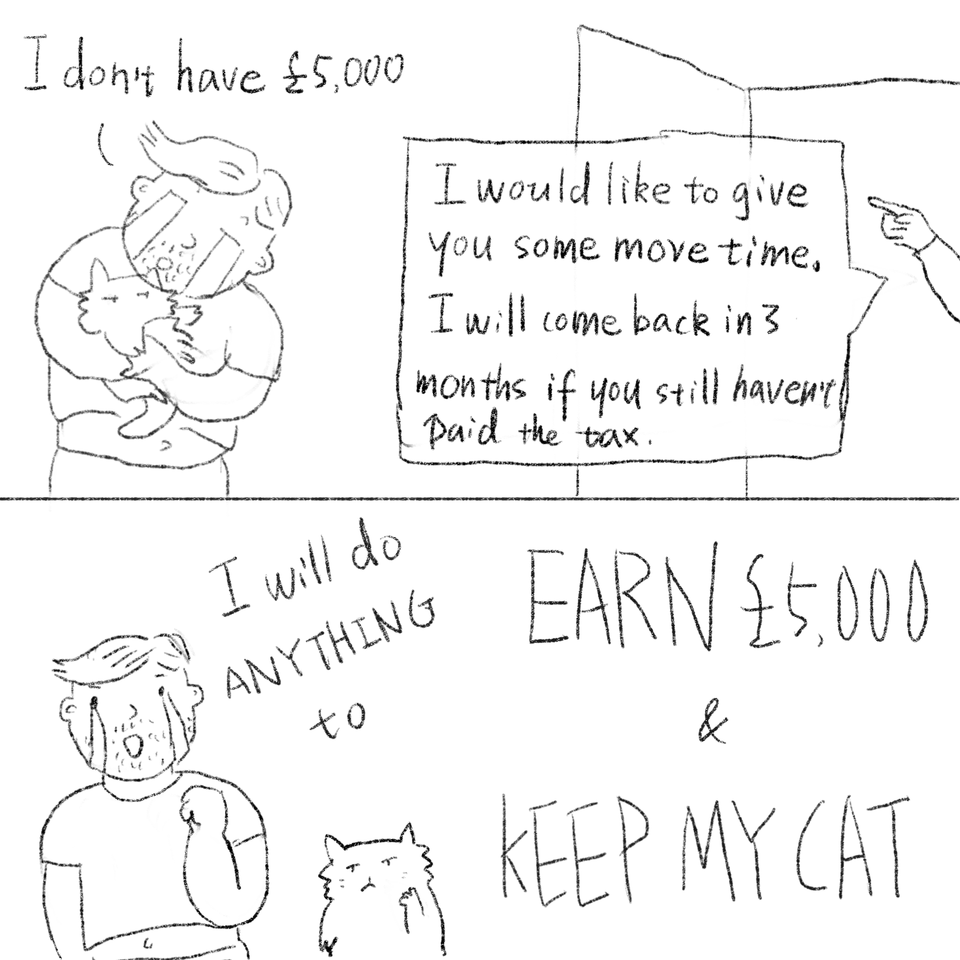 I don't have £5,000
I would like to give
you some move time.
I will come back in 3
months if you still haven't
paid the tax.
I will do
ANYTHING
to
EARN £5,000
&
KEEP MY CAT